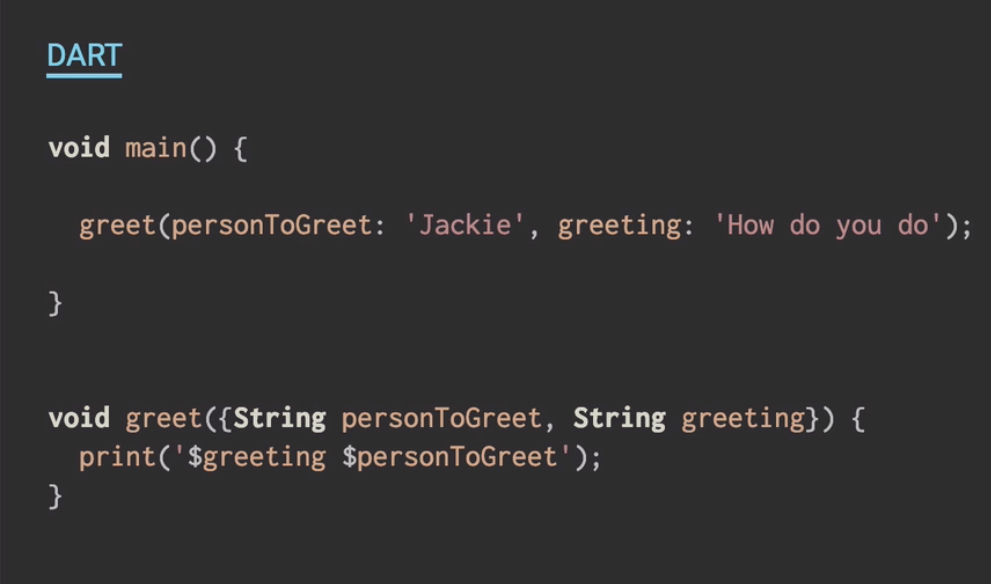 DART
void main() {
  greet(personToGreet: 'Jackie', greeting: 'How do you do');
}
void greet({String personToGreet, String greeting}) {
  print('$greeting $personToGreet');
}